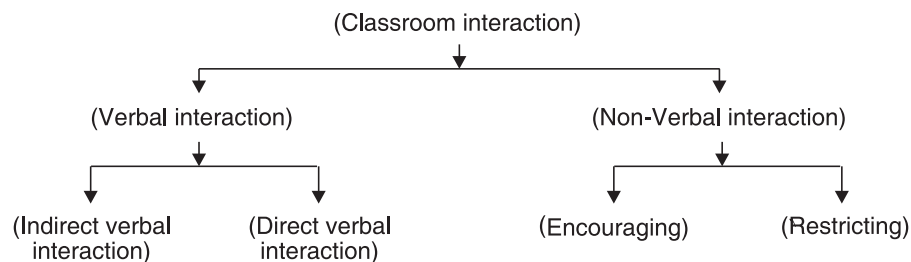 (Classroom interaction)
(Verbal interaction)
(Non-Verbal interaction)
(Indirect verbal
interaction)
(Direct verbal
interaction)
(Encouraging)
(Restricting)